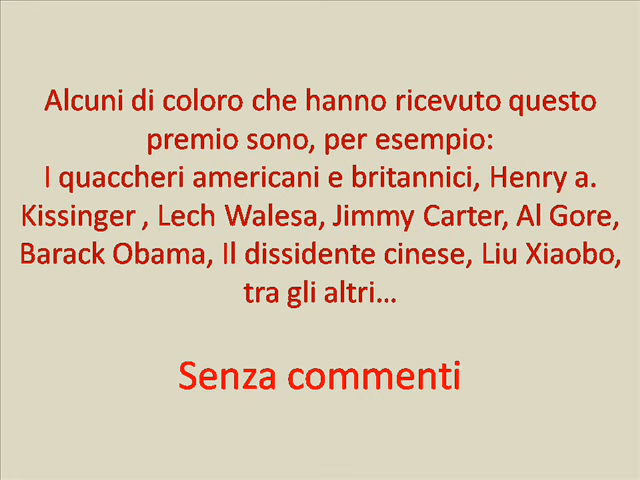 Alcuni di coloro che hanno ricevuto questo
premio sono, per esempio:
I quaccheri americani e britannici, Henry a.
Kissinger , Lech Walesa, Jimmy Carter, Al Gore,
Barack Obama, Il dissidente cinese, Liu Xiaobo,
tra gli altri...
Senza commenti